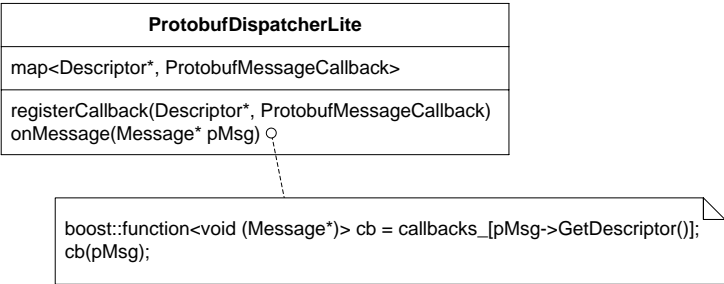 ProtobufDispatcherLite
map<Descriptor*, ProtobufMessageCallback>
registerCallback(Descriptor*, ProtobufMessageCallback)
onMessage(Message* pMsg)
boost::function<void (Message*)> cb = callbacks_[pMsg->GetDescriptor()];
cb(pMsg);